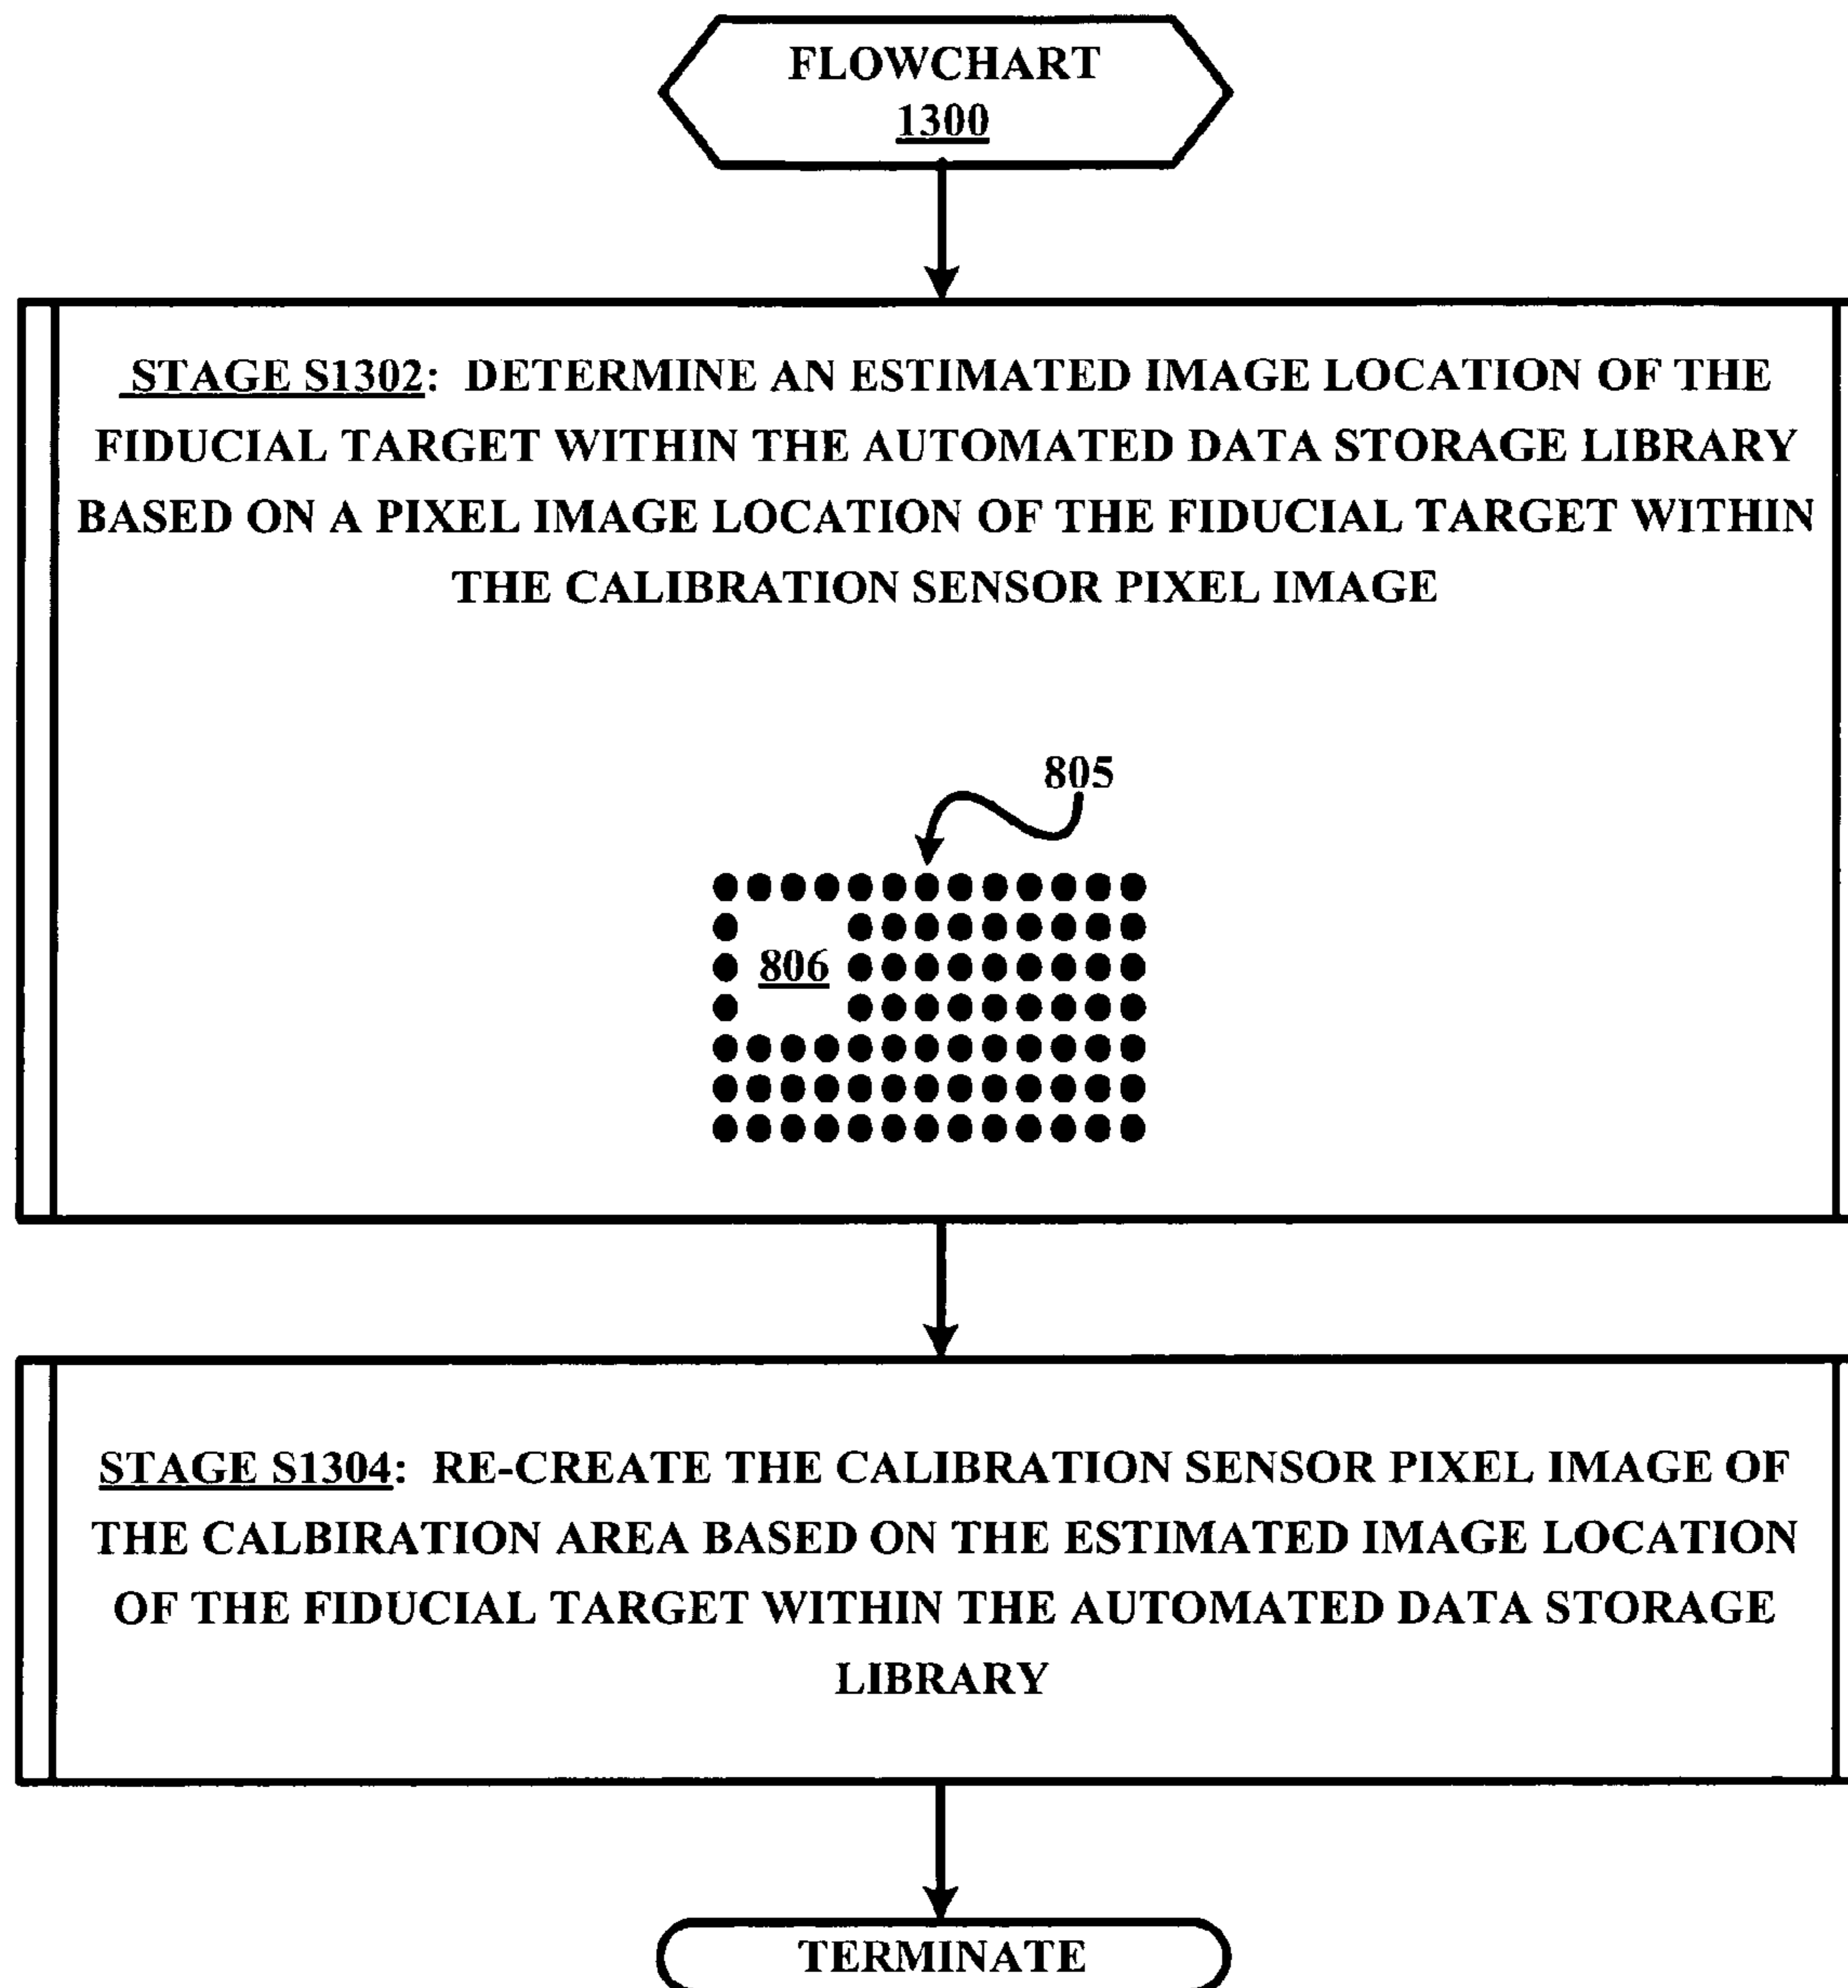 FLOWCHART
1300
STAGE S1302: DETERMINE AN ESTIMATED IMAGE LOCATION OF THE
FIDUCIAL TARGET WITHIN THE AUTOMATED DATA STORAGE LIBRARY
BASED ON A PIXEL IMAGE LOCATION OF THE FIDUCIAL TARGET WITHIN
THE CALIBRATION SENSOR PIXEL IMAGE
805
806
STAGE S1304: RE-CREATE THE CALIBRATION SENSOR PIXEL IMAGE OF
THE CALBIRATION AREA BASED ON THE ESTIMATED IMAGE LOCATION
OF THE FIDUCIAL TARGET WITHIN THE AUTOMATED DATA STORAGE
LIBRARY
TERMINATE